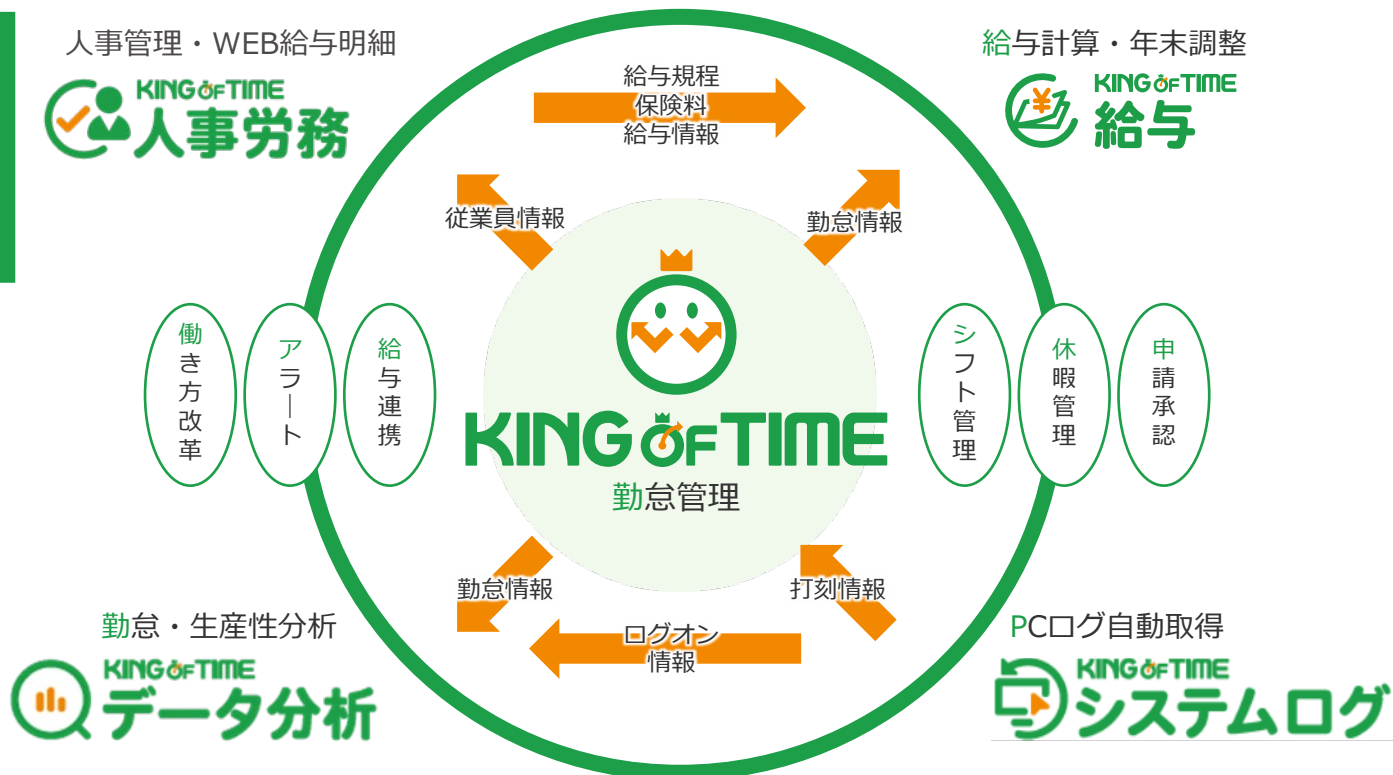 人事管理・WEB給与明細
KING OF TIME
人事労務
給与規程
保険料
給与情報
給与計算・年末調整
KING OF TIME
給与
従業員情報
勤怠情報
働き方改革
アラート
給与連携
KING OF TIME
勤怠管理
シフト管理
休暇管理
申請承認
勤怠情報
打刻情報
ログオン
情報
勤怠・生産性分析
KING OF TIME
データ分析
PCログ自動取得
KING OF TIME
システムログ